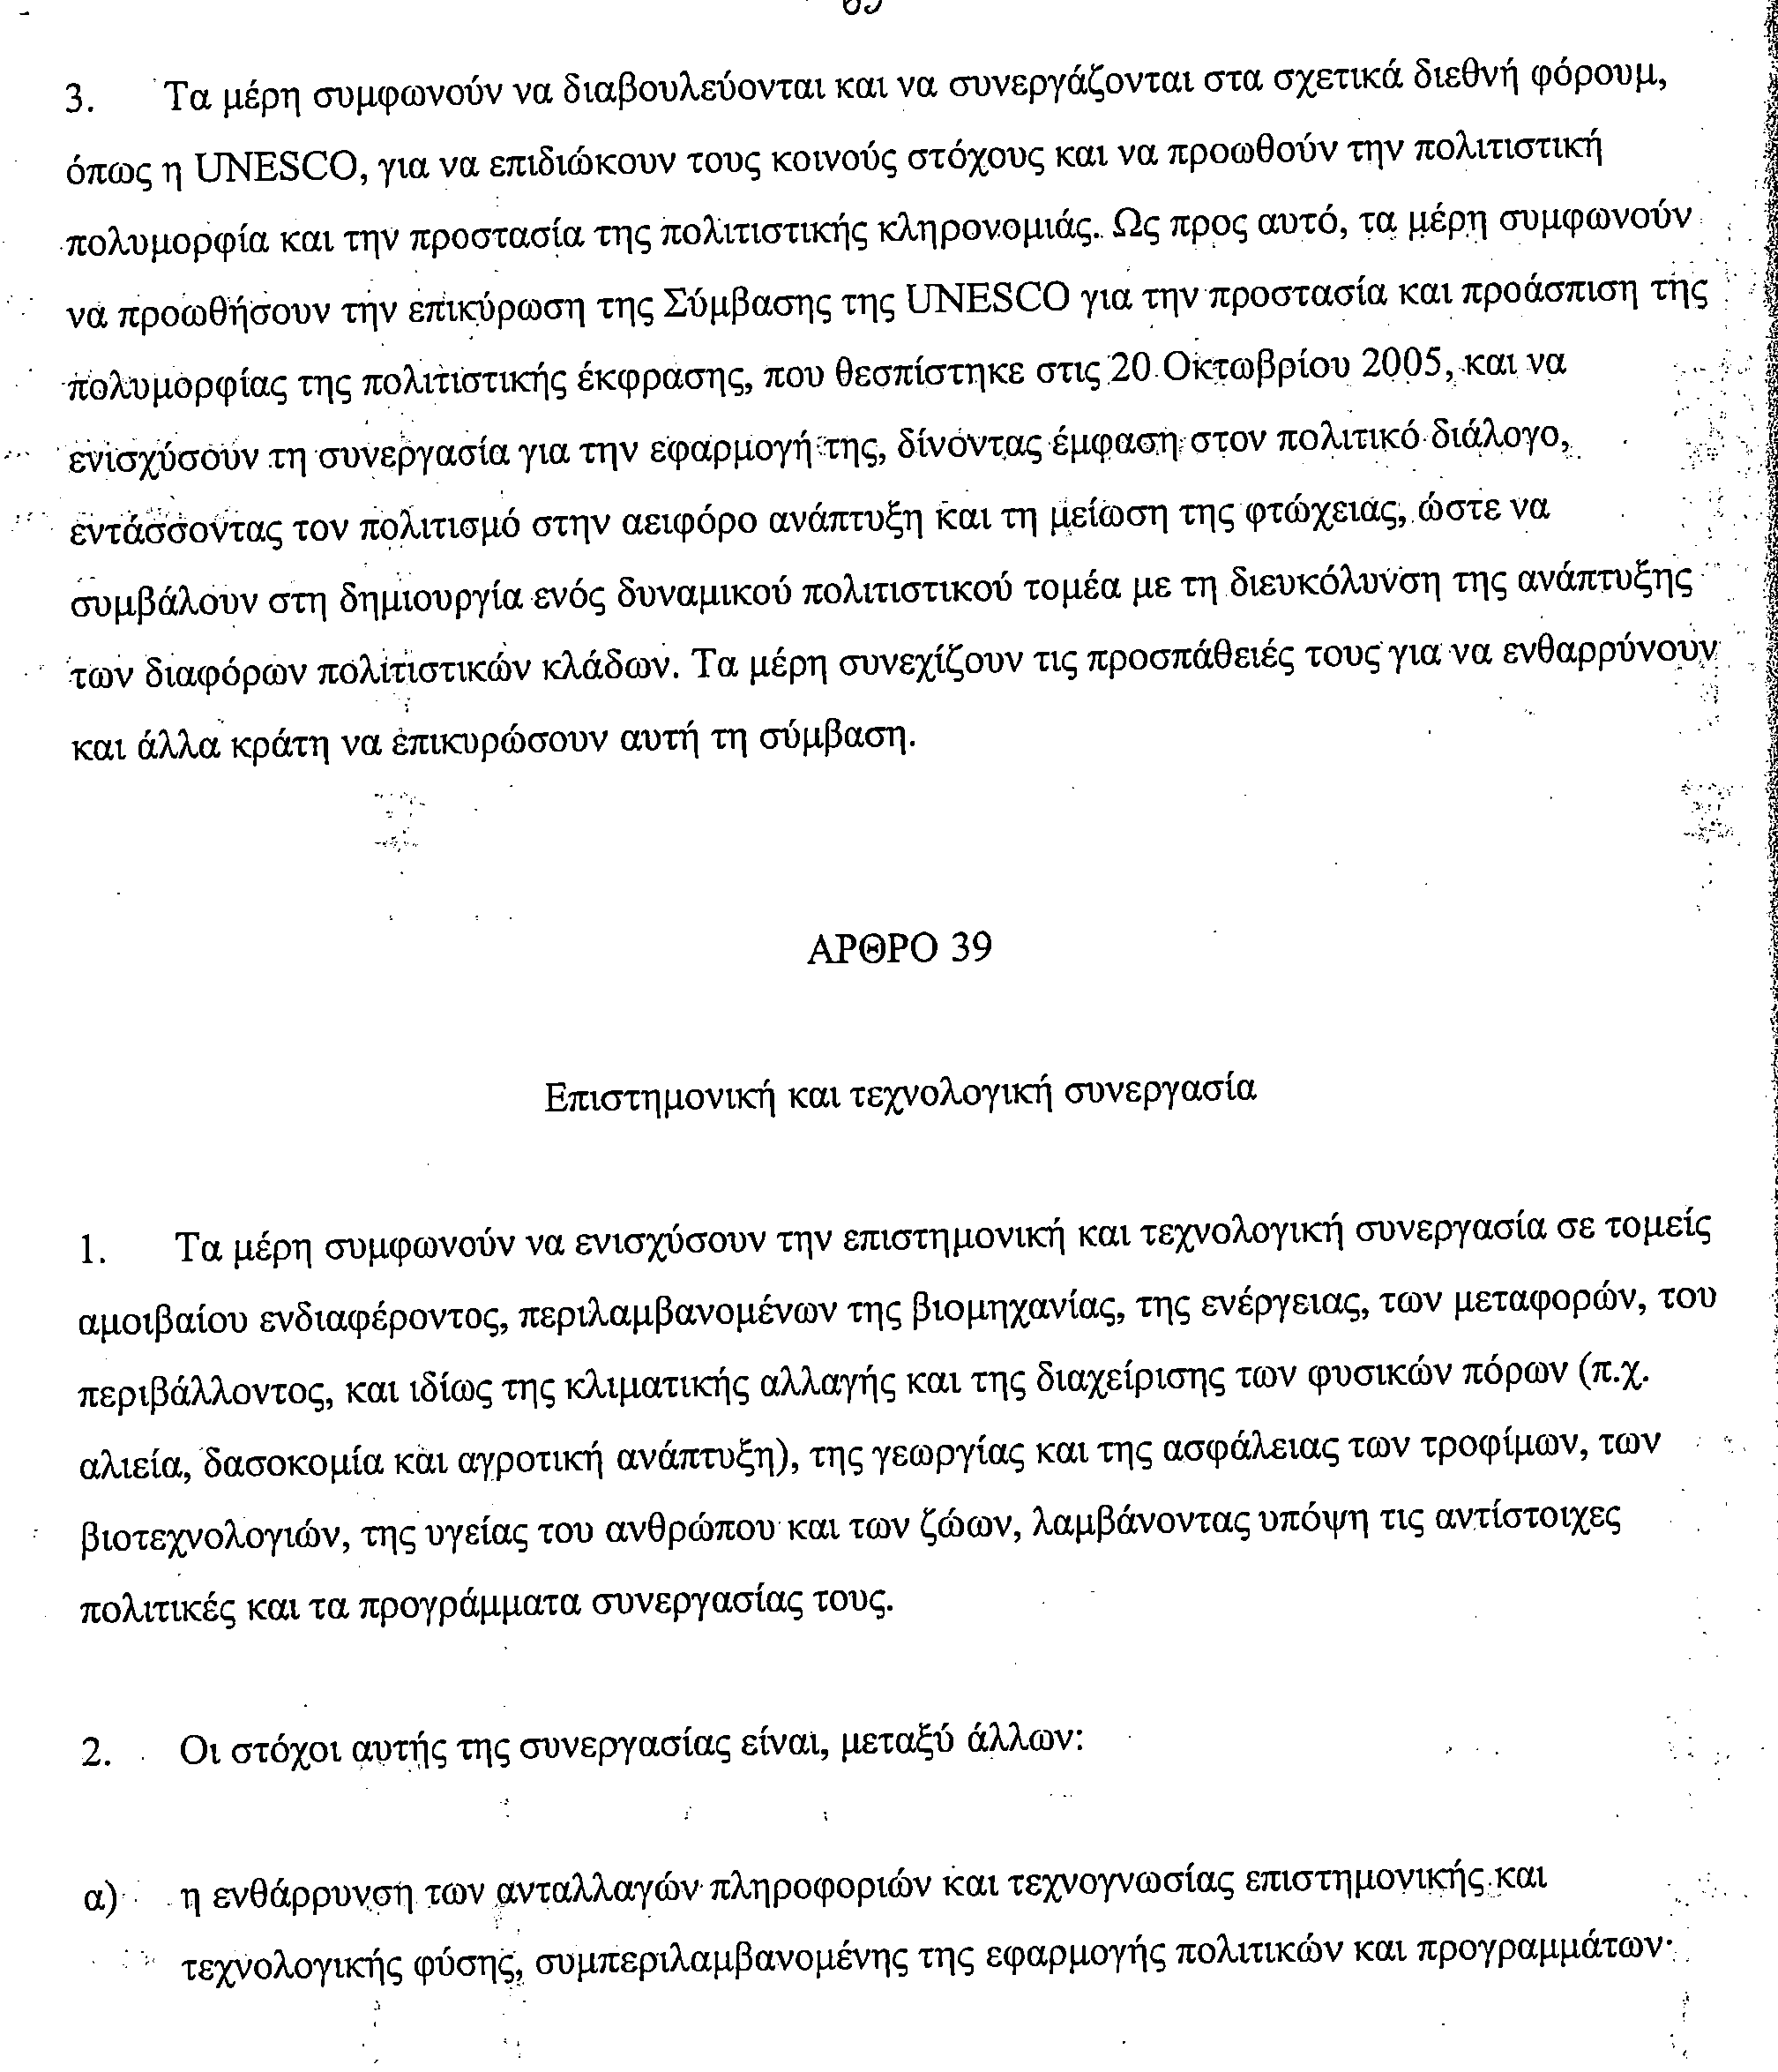 3. Τα μέρη συμφωνούν να διαβουλεύονται και να συνεργάζονται στα σχετικά διεθνή φόρουμ,
όπως η UNESCO, για να επιδιώκουν τους κοινούς στόχους και να προωθούν την πολιτιστική
πολυμορφία και την προστασία της πολιτιστικής κληρονομιάς. Ως προς αυτό, τα μέρη συμφωνούν
να προωθήσουν την επικύρωση της Σύμβασης της UNESCO για την προστασία και προάσπιση της
πολυμορφίας της πολιτιστικής έκφρασης, που θεσπίστηκε στις 20 Οκτωβρίου 2005, και να
ενισχύσουν τη συνεργασία για την εφαρμογή της, δίνοντας έμφαση στον πολιτικό διάλογο,
εντάσσοντας τον πολιτισμό στην αειφόρο ανάπτυξη και τη μείωση της φτώχειας, ώστε να
συμβάλουν στη δημιουργία ενός δυναμικού πολιτιστικού τομέα με τη διευκόλυνση της ανάπτυξης
των διαφόρων πολιτιστικών κλάδων. Τα μέρη συνεχίζουν τις προσπάθειές τους για να ενθαρρύνουν
και άλλα κράτη να επικυρώσουν αυτή τη σύμβαση.
ΑΡΘΡΟ 39
Επιστημονική και τεχνολογική συνεργασία
1. Τα μέρη συμφωνούν να ενισχύσουν την επιστημονική και τεχνολογική συνεργασία σε τομείς
αμοιβαίου ενδιαφέροντος, περιλαμβανομένων της βιομηχανίας, της ενέργειας, των μεταφορών, του
περιβάλλοντος, και ιδίως της κλιματικής αλλαγής και της διαχείρισης των φυσικών πόρων (π.χ.
αλιεία, δασοκομία και αγροτική ανάπτυξη), της γεωργίας και της ασφάλειας των τροφίμων, των
βιοτεχνολογιών, της υγείας του ανθρώπου και των ζώων, λαμβάνοντας υπόψη τις αντίστοιχες
πολιτικές και τα προγράμματα συνεργασίας τους.
2. Οι στόχοι αυτής της συνεργασίας είναι, μεταξύ άλλων:
α) η ενθάρρυνση των ανταλλαγών πληροφοριών και τεχνογνωσίας επιστημονικής και
τεχνολογικής φύσης, συμπεριλαμβανομένης της εφαρμογής πολιτικών και προγραμμάτων·